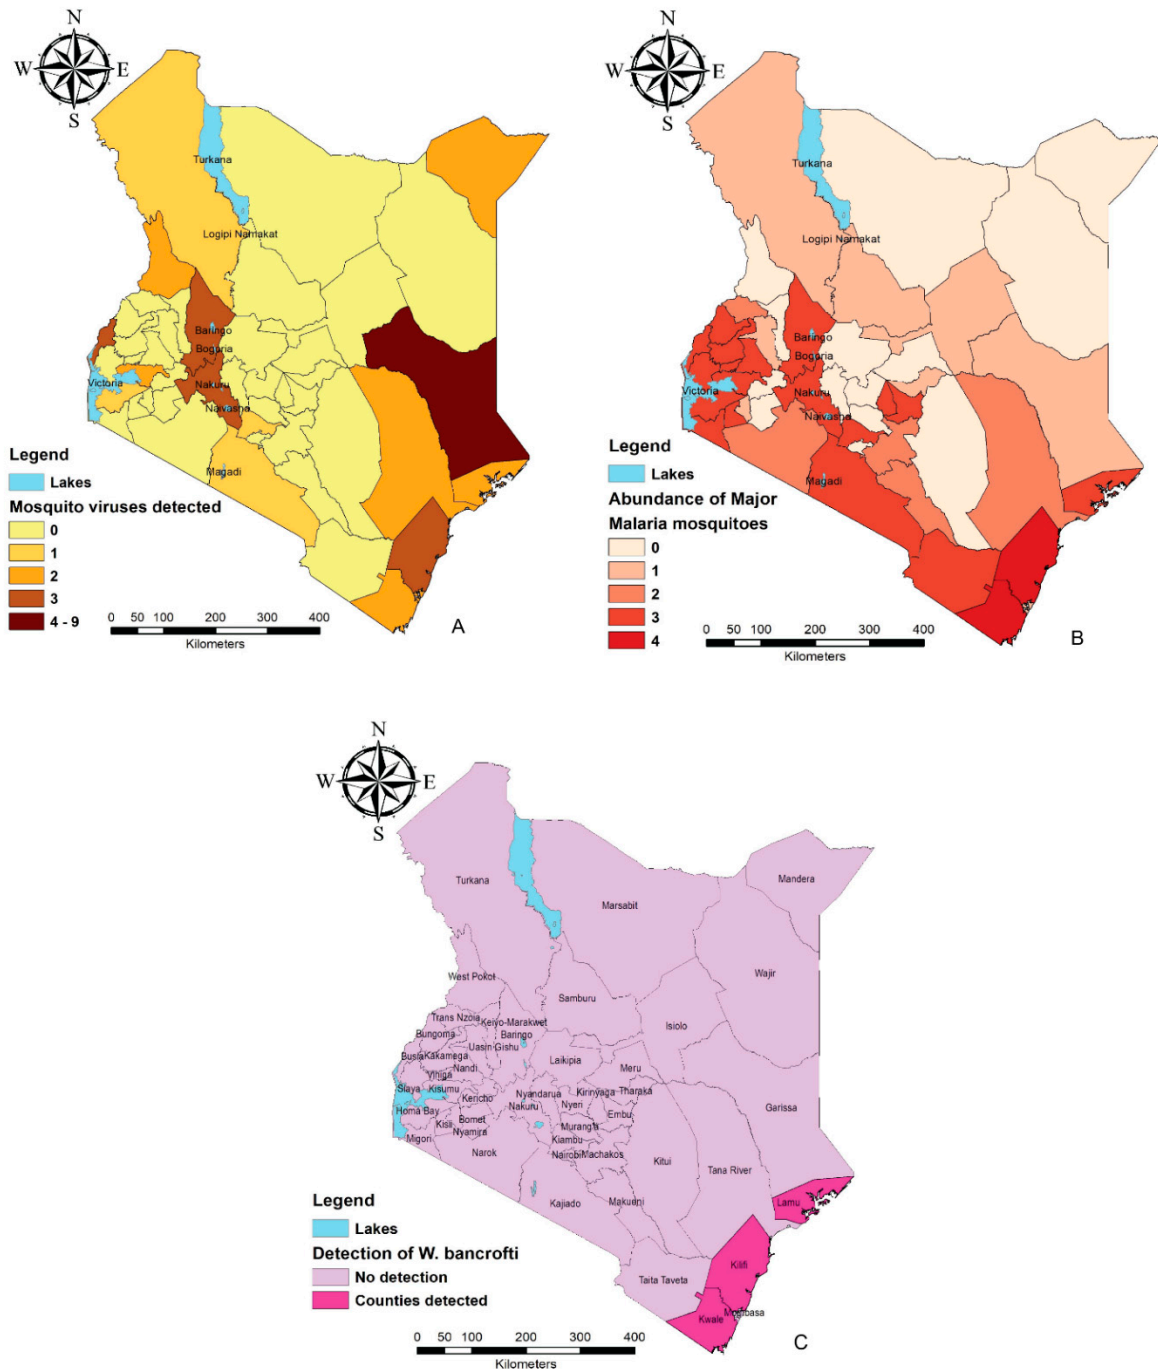 N
W E
S
Turkana
Logipi Namakat
Baringo
Bogoria
Victoria
Nakuru
Naivasha
Magadi
Legend
Lakes
Mosquito viruses detected
0
1
2
3
4 - 9
0 50 100 200 300 400
Kilometers
A
N
W E
S
Turkana
Logipi Namakat
Baringo
Bogoria
Victoria
Nakuru
Naivasha
Magadi
Legend
Lakes
Abundance of Major
Malaria mosquitoes
0
1
2
3
4
0 50 100 200 300 400
Kilometers
B
N
W E
S
Turkana
Marsabit
Mandera
Wajir
West Pokot
Samburu
Isiolo
Trans Nzoia
Keiyo-Marakwet
Bungoma
Baringo
Uasin Gishu
Busia Kakamega
Laikipia
Nandi
Meru
Vihiga
Siaya Kisumu
Kericho
Nyandarua
Kirinyaga
Tharaka
Nakuru
Nyeri
Embu
Garissa
Homa Bay
Kisii
Bomet
Nyamira
Murang'a
Migori
Kiambu
Narok
Nairobi
Machakos
Kitui
Tana River
Kajiado
Makueni
Lamu
Kilifi
Taita Taveta
Mombasa
Kwale
Legend
Lakes
Detection of W. bancrofti
No detection
Counties detected
0 50 100 200 300 400
Kilometers
C